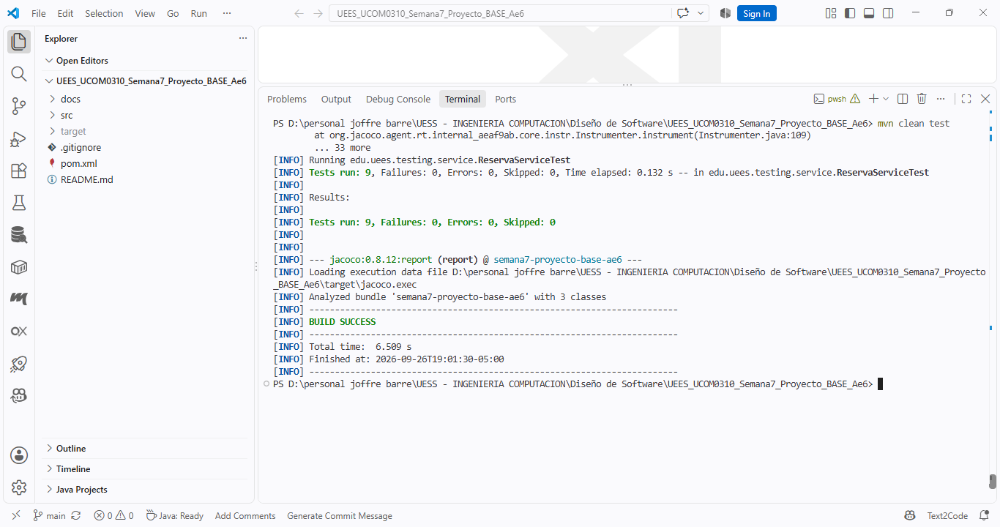 File Edit Selection View Go Run ···
UEES_UCOM0310_Semana7_Proyecto_BASE_Ae6
Sign In
Explorer
Open Editors
UEES_UCOM0310_Semana7_Proyecto_BASE_Ae6
docs
src
target
.gitignore
pom.xml
README.md
Outline
Timeline
Java Projects
Problems Output Debug Console Terminal Ports
pwsh
PS D:\personal joffre barre\UESS - INGENIERIA COMPUTACION\Diseño de Software\UEES_UCOM0310_Semana7_Proyecto_BASE_Ae6> mvn clean test
at org.jacoco.agent.rt.internal_aeaf9ab.core.instr.Instrumenter.instrument(Instrumenter.java:109)
... 33 more
[INFO] Running edu.uees.testing.service.ReservaServiceTest
[INFO] Tests run: 9, Failures: 0, Errors: 0, Skipped: 0, Time elapsed: 0.132 s -- in edu.uees.testing.service.ReservaServiceTest
[INFO]
[INFO] Results:
[INFO]
[INFO] Tests run: 9, Failures: 0, Errors: 0, Skipped: 0
[INFO]
[INFO]
[INFO] --- jacoco:0.8.12:report (report) @ semana7-proyecto-base-ae6 ---
[INFO] Loading execution data file D:\personal joffre barre\UESS - INGENIERIA COMPUTACION\Diseño de Software\UEES_UCOM0310_Semana7_Proyecto
_BASE_Ae6\target\jacoco.exec
[INFO] Analyzed bundle 'semana7-proyecto-base-ae6' with 3 classes
[INFO] ------------------------------------------------------------------------
[INFO] BUILD SUCCESS
[INFO] ------------------------------------------------------------------------
[INFO] Total time:  6.509 s
[INFO] Finished at: 2026-09-26T19:01:30-05:00
[INFO] ------------------------------------------------------------------------
PS D:\personal joffre barre\UESS - INGENIERIA COMPUTACION\Diseño de Software\UEES_UCOM0310_Semana7_Proyecto_BASE_Ae6>
main 0 0 Java: Ready Add Comments Generate Commit Message
Text2Code